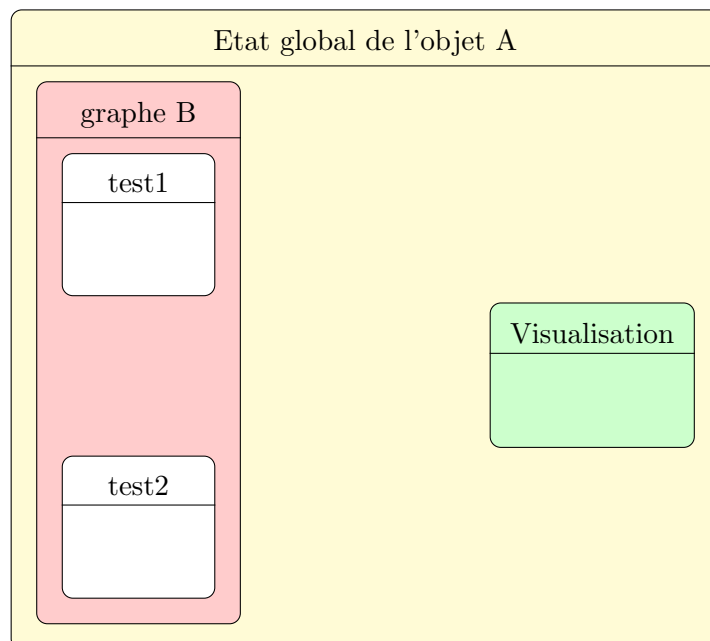 Etat global de l'objet A
graphe B
test1
Visualisation
test2